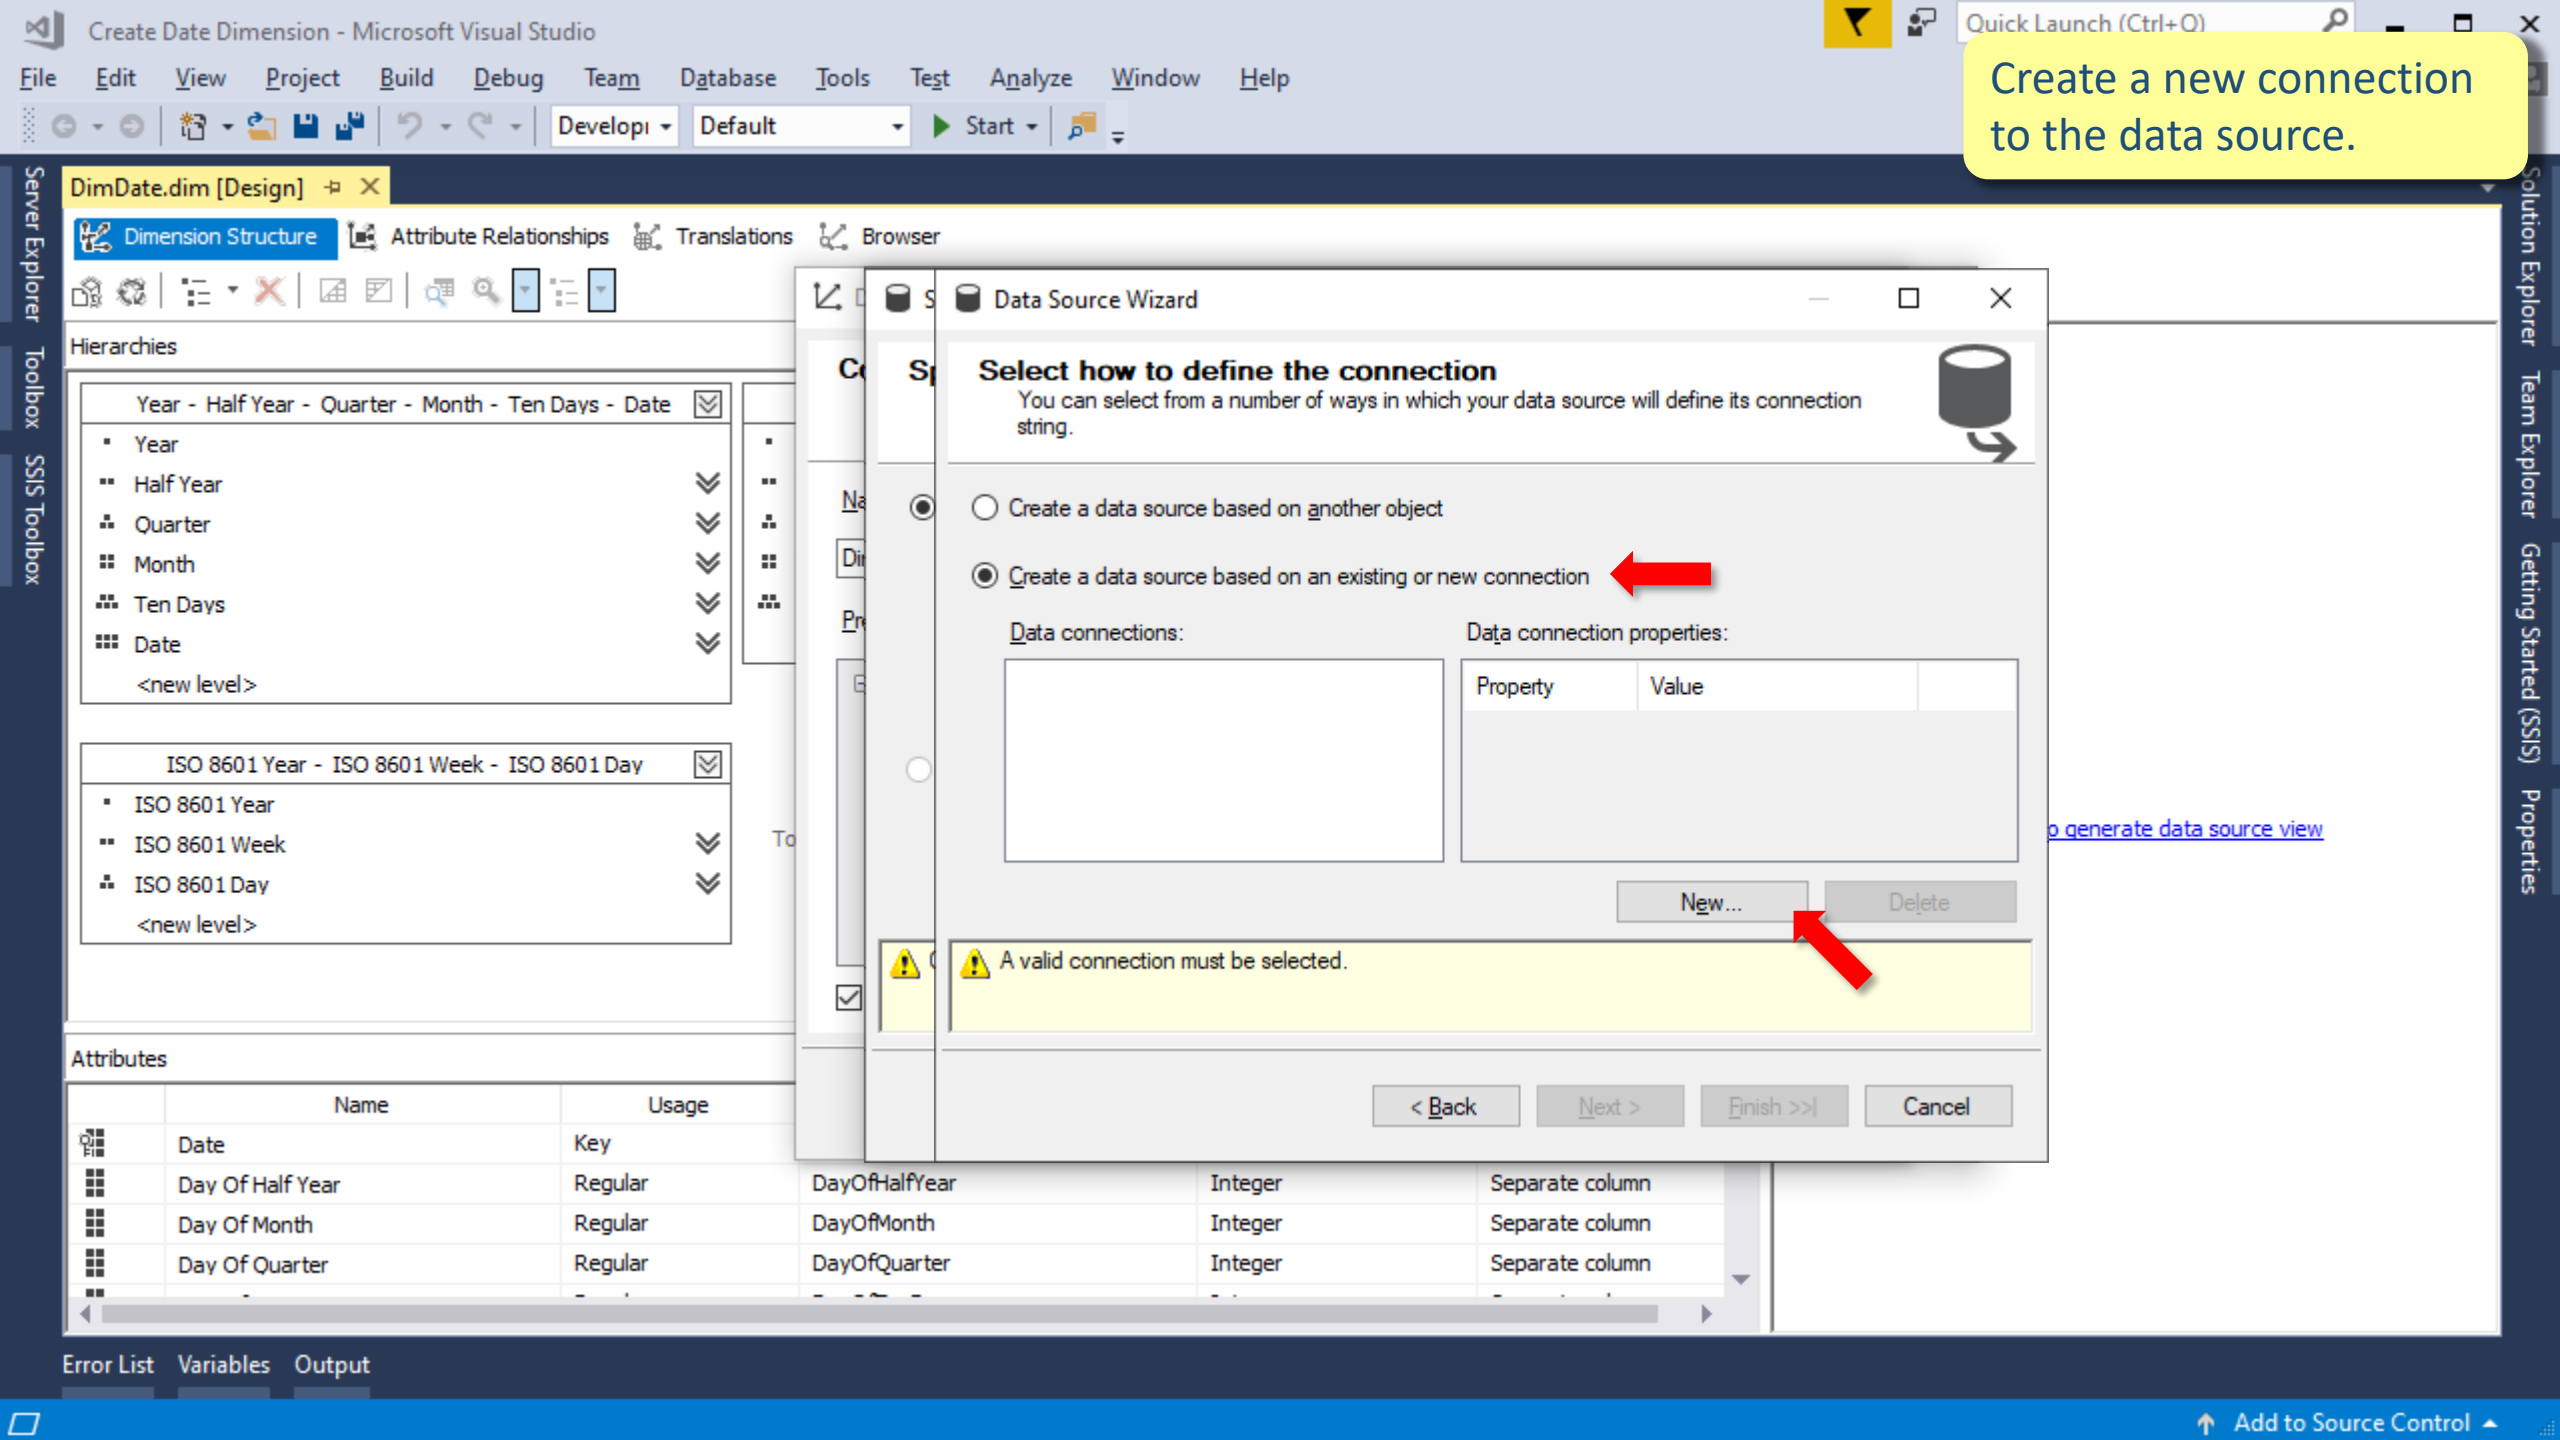 Create Date Dimension - Microsoft Visual Studio
Quick Launch (Ctrl+Q)
File Edit View Project Build Debug Team Database Tools Test Analyze Window Help
Create a new connection
to the data source.
Default
Start
DimDate.dim [Design]
Dimension Structure Attribute Relationships Translations Browser
Server Explorer
Toolbox
SSIS Toolbox
Solution Explorer
Team Explorer
Getting Started (SSIS)
Properties
Hierarchies
Year - Half Year - Quarter - Month - Ten Days - Date
Year
Half Year
Quarter
Month
Ten Days
Date
<new level>
ISO 8601 Year - ISO 8601 Week - ISO 8601 Day
ISO 8601 Year
ISO 8601 Week
ISO 8601 Day
<new level>
Data Source Wizard
Select how to define the connection
You can select from a number of ways in which your data source will define its connection
string.
Create a data source based on another object
Create a data source based on an existing or new connection
Data connections:
Data connection properties:
Property Value
New... Delete
A valid connection must be selected.
< Back Next > Finish >>| Cancel
generate data source view
Attributes
Name Usage
Date Key
Day Of Half Year Regular DayOfHalfYear Integer Separate column
Day Of Month Regular DayOfMonth Integer Separate column
Day Of Quarter Regular DayOfQuarter Integer Separate column
Error List Variables Output
Add to Source Control